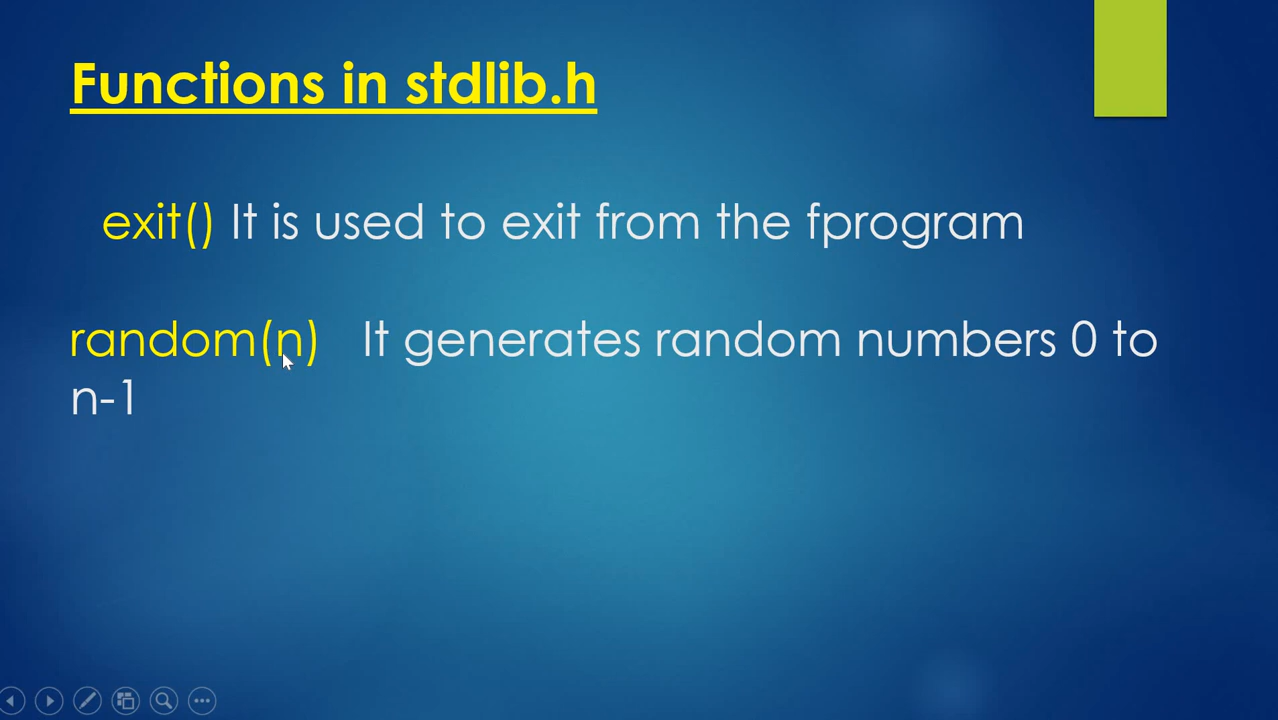 Functions in stdlib.h
exit() It is used to exit from the fprogram
random(n) It generates random numbers 0 to
n-1